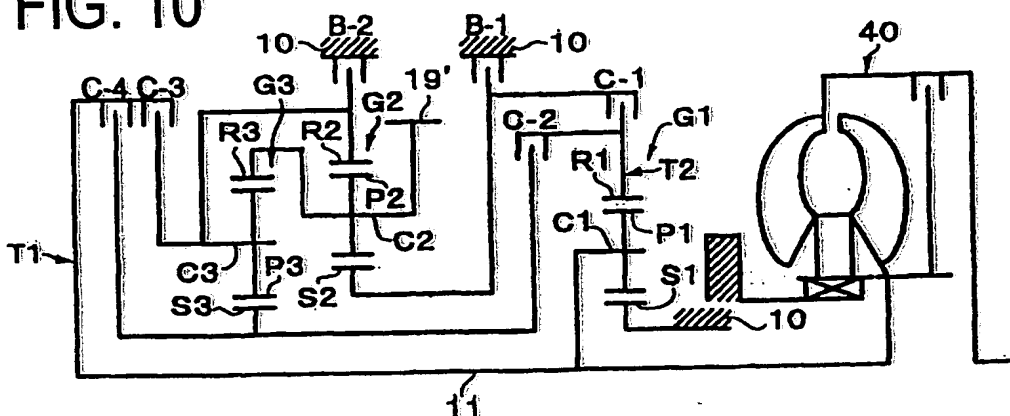 FIG. 10
B-2 B-1
10 10 40
C-4 C-3 G3 G2 19' C-1
R3 R2 C-2 G1
R1 T2
P2
T1 C3 P3 C2 C1 P1
S3 S2 S1
10
11